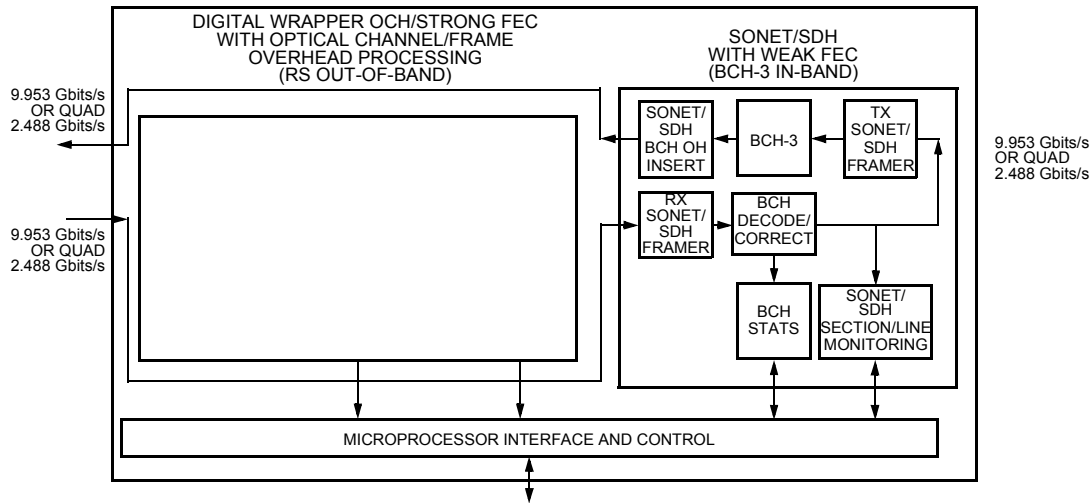 DIGITAL WRAPPER OCH/STRONG FEC
WITH OPTICAL CHANNEL/FRAME
OVERHEAD PROCESSING
(RS OUT-OF-BAND)
SONET/SDH
WITH WEAK FEC
(BCH-3 IN-BAND)
9.953 Gbits/s
OR QUAD
2.488 Gbits/s
SONET/
SDH
BCH OH
INSERT
BCH-3
TX
SONET/
SDH
FRAMER
9.953 Gbits/s
OR QUAD
2.488 Gbits/s
9.953 Gbits/s
OR QUAD
2.488 Gbits/s
RX
SONET/
SDH
FRAMER
BCH
DECODE/
CORRECT
BCH
STATS
SONET/
SDH
SECTION/LINE
MONITORING
MICROPROCESSOR INTERFACE AND CONTROL